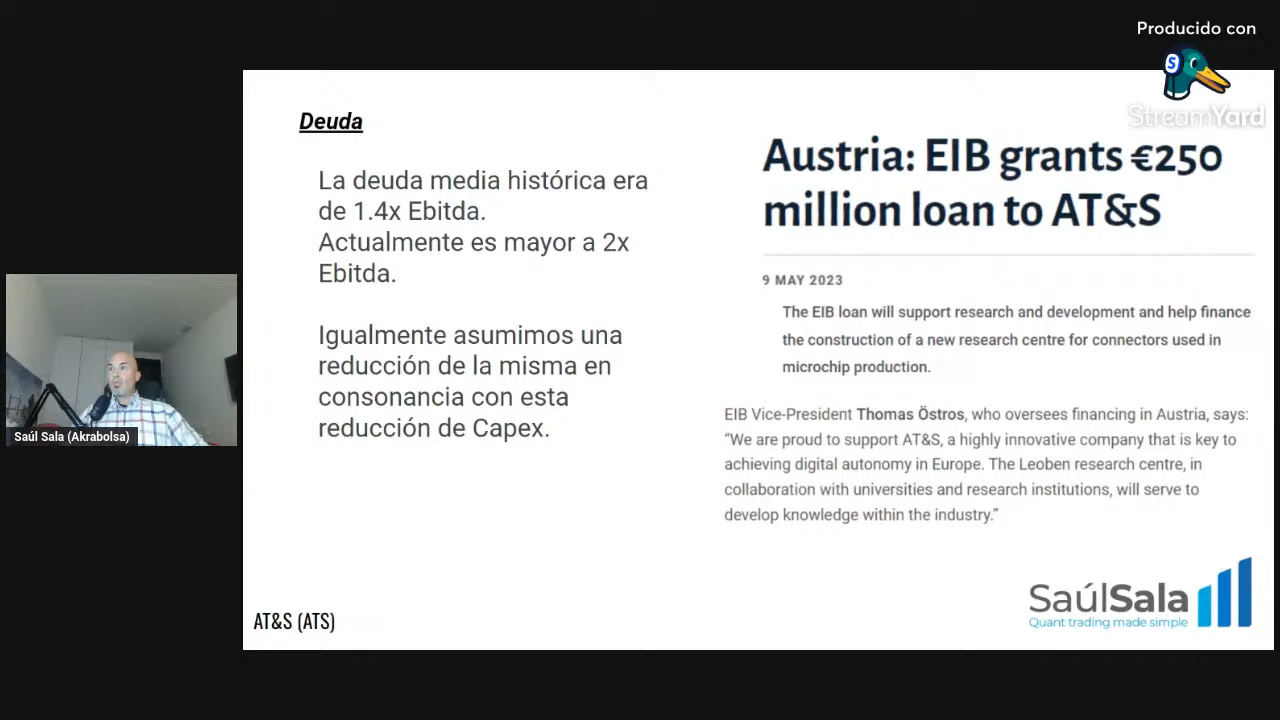 Producido con
StreamYard
Deuda
La deuda media histórica era
de 1.4x Ebitda.
Actualmente es mayor a 2x
Ebitda.
Igualmente asumimos una
reducción de la misma en
consonancia con esta
reducción de Capex.
Austria: EIB grants €250
million loan to AT&S
9 MAY 2023
The EIB loan will support research and development and help finance
the construction of a new research centre for connectors used in
microchip production.
EIB Vice-President Thomas Östros, who oversees financing in Austria, says:
“We are proud to support AT&S, a highly innovative company that is key to
achieving digital autonomy in Europe. The Leoben research centre, in
collaboration with universities and research institutions, will serve to
develop knowledge within the industry.”
Saúl Sala (Akrabolsa)
AT&S (ATS)
SaúlSala
Quant trading made simple